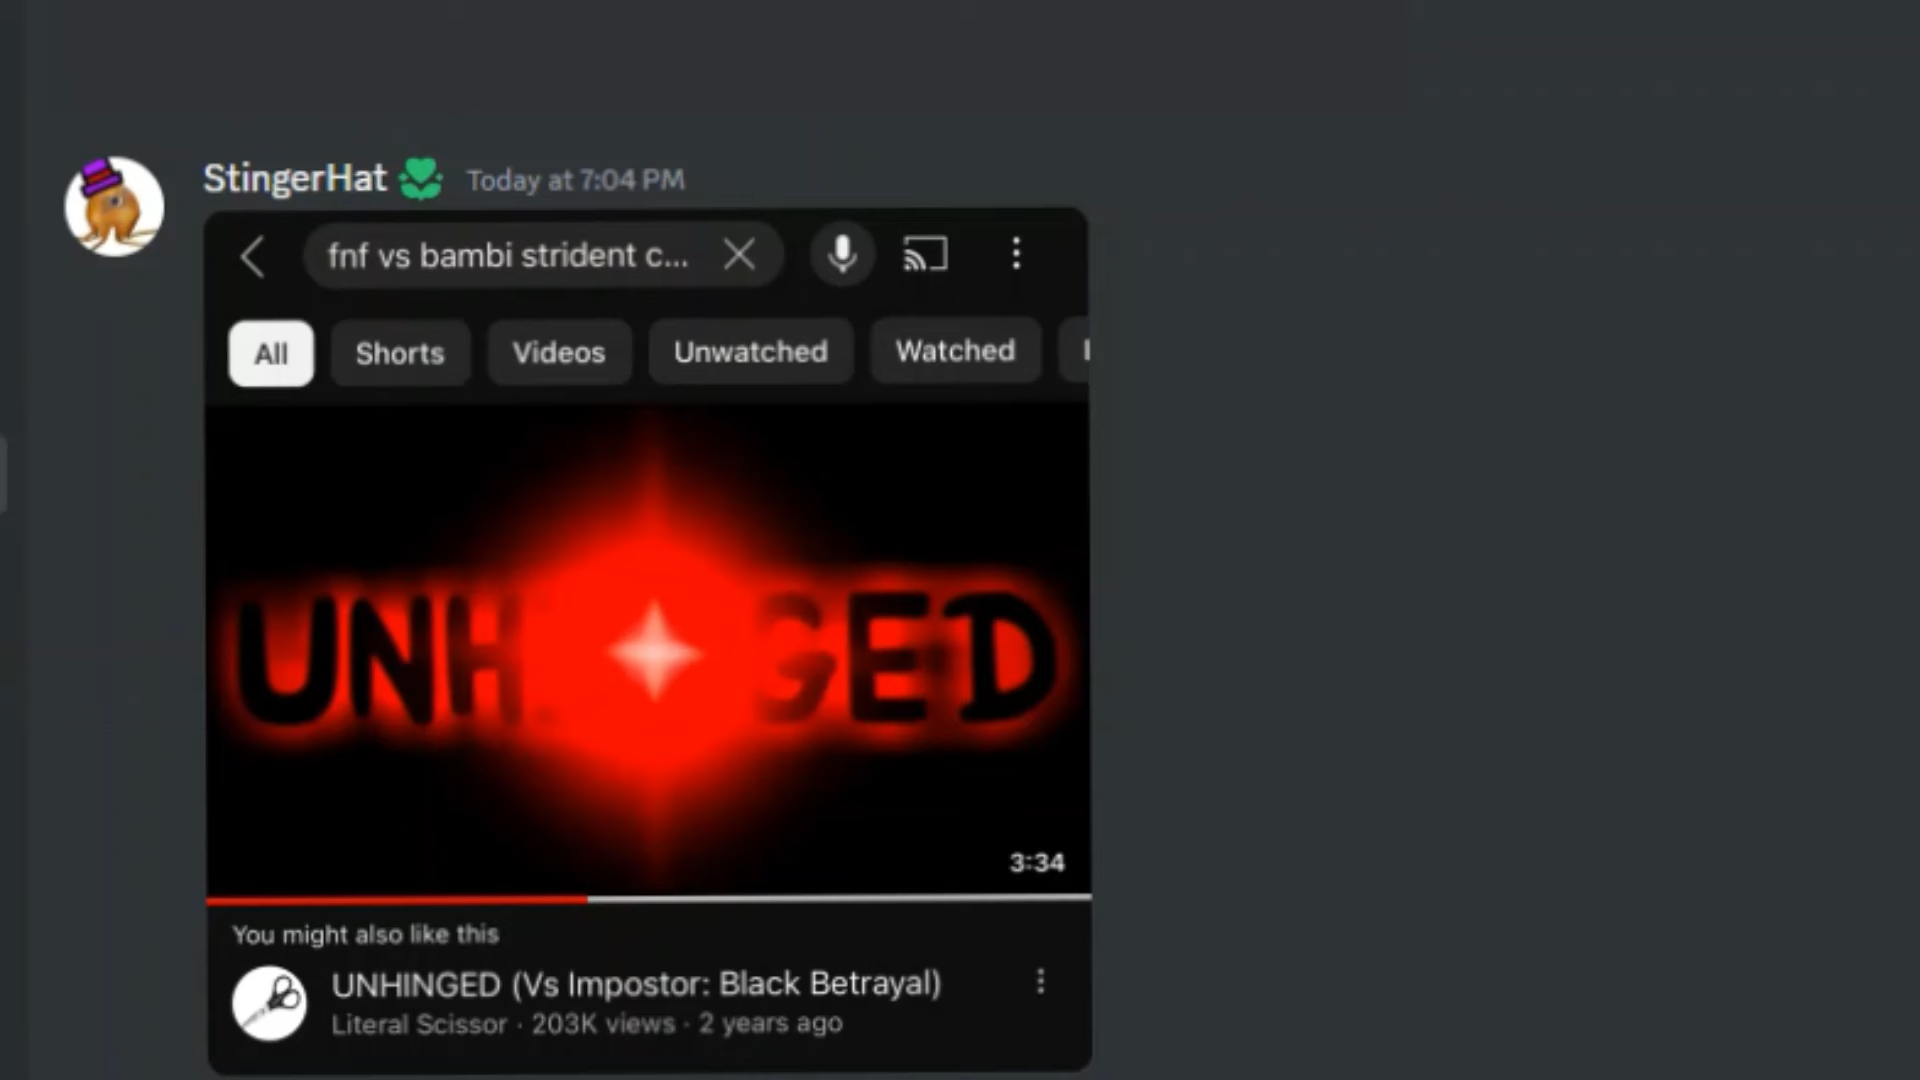 StingerHat Today at 7:04 PM
fnf vs bambi strident c...
All Shorts Videos Unwatched Watched
UNH GED
3:34
You might also like this
UNHINGED (Vs Impostor: Black Betrayal)
Literal Scissor · 203K views · 2 years ago